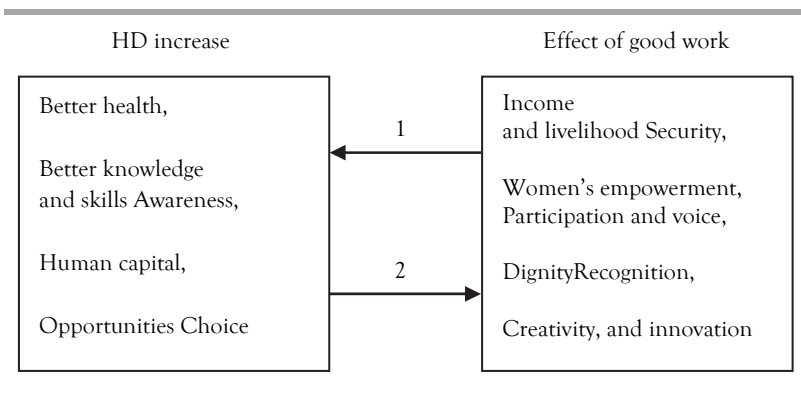 HD increase
Effect of good work
Better health,
Better knowledge
and skills Awareness,
Human capital,
Opportunities Choice
1
2
Income
and livelihood Security,
Women’s empowerment,
Participation and voice,
DignityRecognition,
Creativity, and innovation